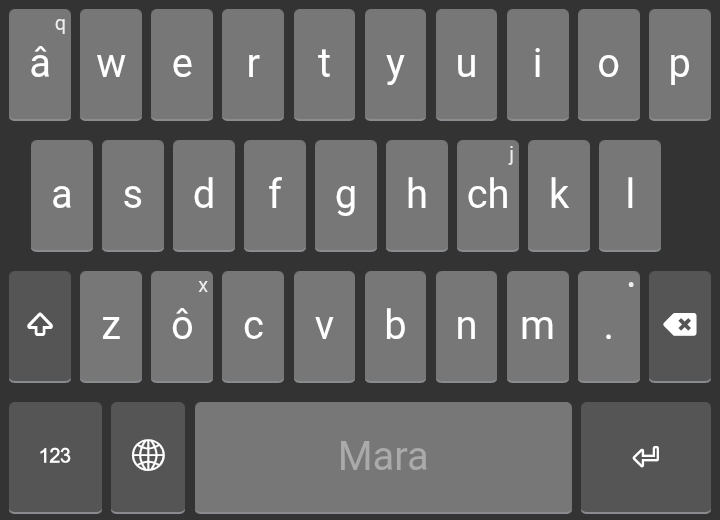 q
â w e r t y u i o p
j
a s d f g h ch k l
x •
z ô c v b n m .
123 Mara